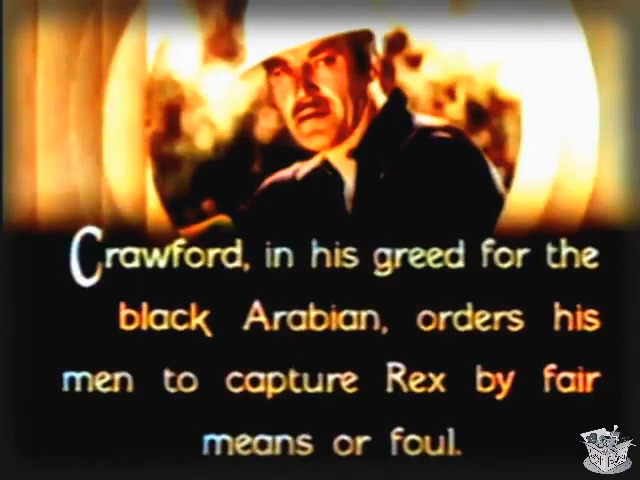 Crawford, in his greed for the
black Arabian, orders his
men to capture Rex by fair
means or foul.